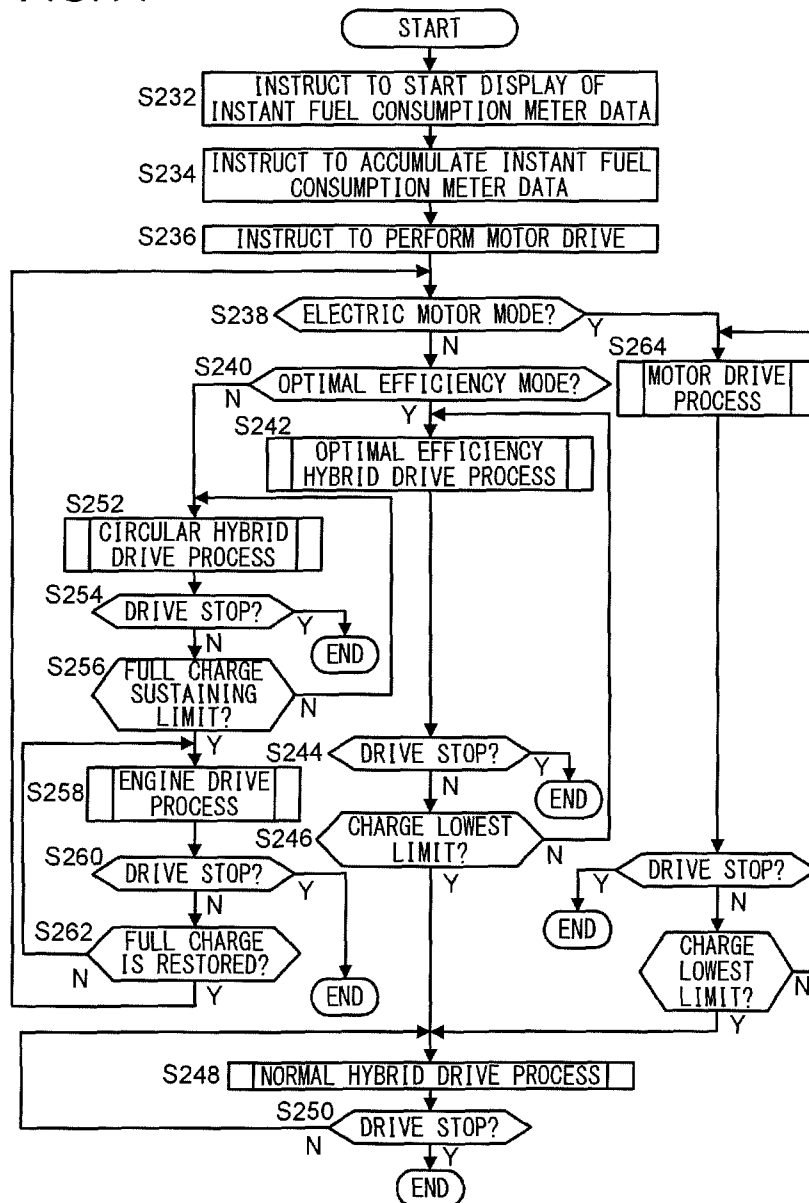 START
S232
INSTRUCT TO START DISPLAY OF
INSTANT FUEL CONSUMPTION METER DATA
S234
INSTRUCT TO ACCUMULATE INSTANT FUEL
CONSUMPTION METER DATA
S236
INSTRUCT TO PERFORM MOTOR DRIVE
S238
ELECTRIC MOTOR MODE?
Y
N
S240
OPTIMAL EFFICIENCY MODE?
N
Y
S264
MOTOR DRIVE
PROCESS
S242
OPTIMAL EFFICIENCY
HYBRID DRIVE PROCESS
S252
CIRCULAR HYBRID
DRIVE PROCESS
S254
DRIVE STOP?
Y
N
END
S256
FULL CHARGE
SUSTAINING
LIMIT?
N
Y
S258
ENGINE DRIVE
PROCESS
S244
DRIVE STOP?
Y
N
END
S246
CHARGE LOWEST
LIMIT?
N
Y
S260
DRIVE STOP?
Y
N
END
S262
FULL CHARGE
IS RESTORED?
N
Y
DRIVE STOP?
Y
N
END
CHARGE
LOWEST
LIMIT?
N
Y
S248
NORMAL HYBRID DRIVE PROCESS
S250
DRIVE STOP?
N
Y
END